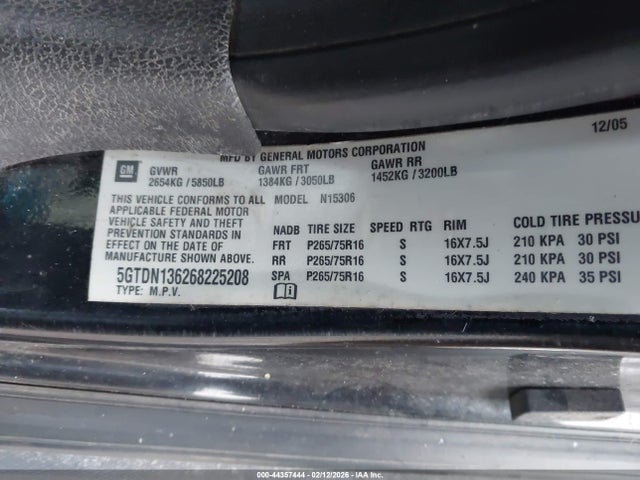 12/05
MFD BY GENERAL MOTORS CORPORATION
GM
GVWR GAWR FRT GAWR RR
2654KG / 5850LB 1384KG / 3050LB 1452KG / 3200LB
THIS VEHICLE CONFORMS TO ALL MODEL N15306
APPLICABLE FEDERAL MOTOR
VEHICLE SAFETY AND THEFT
PREVENTION STANDARDS IN
EFFECT ON THE DATE OF
MANUFACTURE SHOWN ABOVE.
5GTDN136268225208
TYPE: M.P.V.
NADB TIRE SIZE SPEED RTG RIM COLD TIRE PRESSU
FRT P265/75R16 S 16X7.5J 210 KPA 30 PSI
RR P265/75R16 S 16X7.5J 210 KPA 30 PSI
SPA P265/75R16 S 16X7.5J 240 KPA 35 PSI
000-44357444 - 02/12/2026 - IAA Inc.